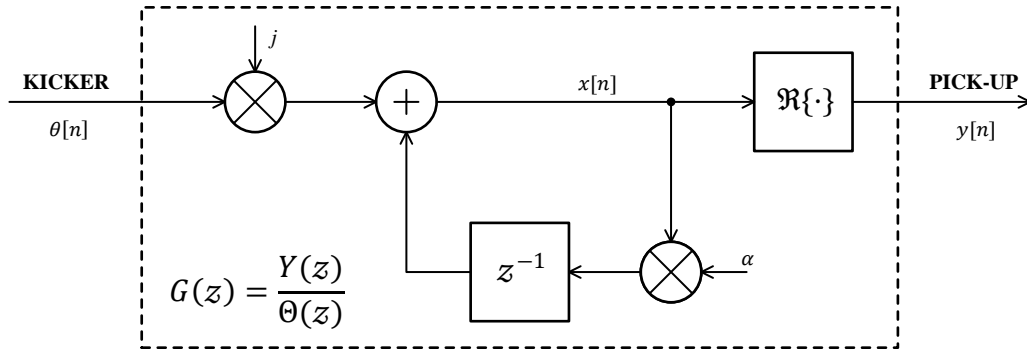 KICKER
θ[n]
j
+
x[n]
ℜ{·}
PICK-UP
y[n]
z⁻¹
α
G(z) = Y(z)/Θ(z)